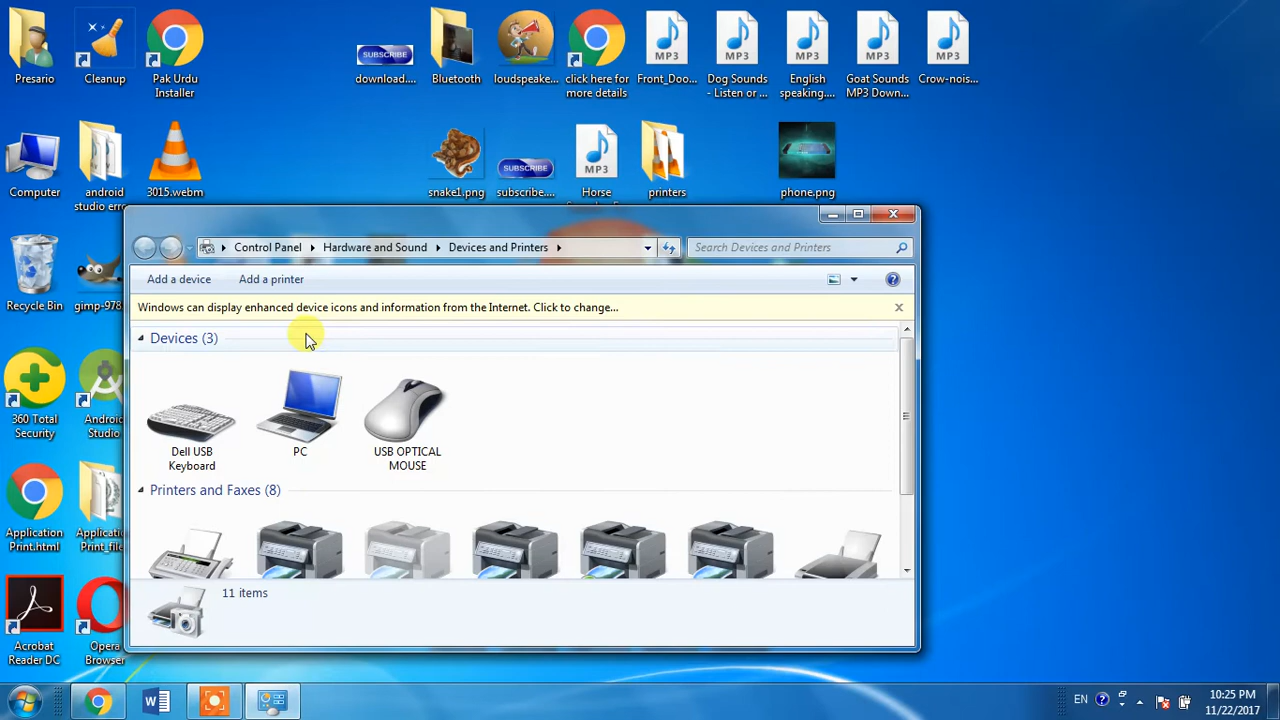 Presario
Cleanup
Pak Urdu
Installer
SUBSCRIBE
download....
Bluetooth
loudspeake...
click here for
more details
MP3
Front_Doo...
MP3
Dog Sounds
- Listen or ...
MP3
English
speaking....
MP3
Goat Sounds
MP3 Down...
MP3
Crow-nois...
Computer
android
studio erro
3015.webm
snake1.png
SUBSCRIBE
subscribe....
MP3
Horse
printers
phone.png
Control Panel
Hardware and Sound
Devices and Printers
Search Devices and Printers
Add a device
Add a printer
Windows can display enhanced device icons and information from the Internet. Click to change...
Devices (3)
Dell USB
Keyboard
PC
USB OPTICAL
MOUSE
Printers and Faxes (8)
11 items
Recycle Bin
gimp-978
360 Total
Security
Android
Studio
Application
Print.html
Applicati
Print_file
Acrobat
Reader DC
Opera
Browser
EN
10:25 PM
11/22/2017